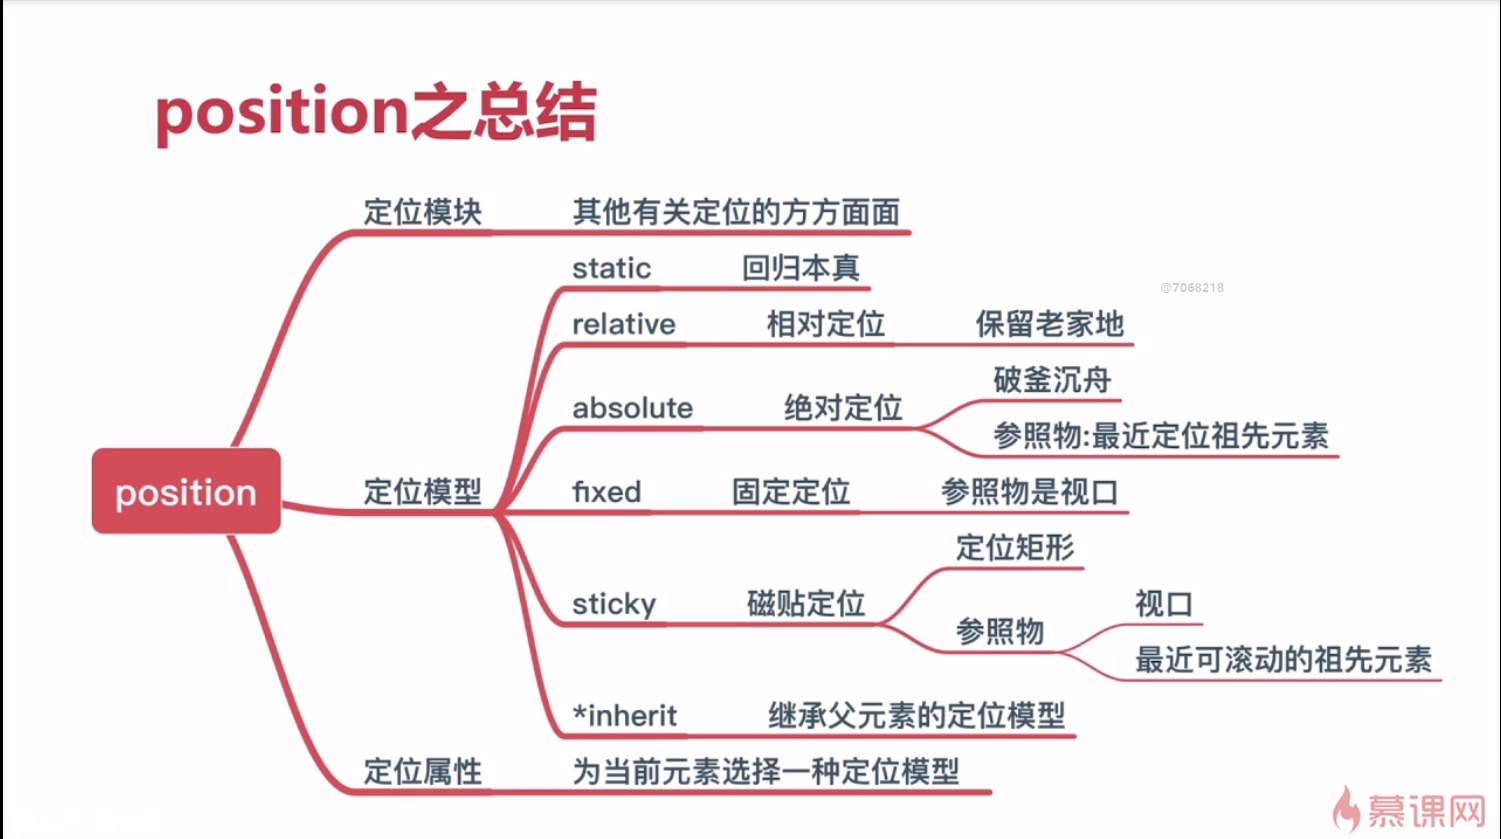 position之总结
定位模块 其他有关定位的方方面面
static 回归本真
@7068218
relative 相对定位 保留老家地
破釜沉舟
absolute 绝对定位
参照物:最近定位祖先元素
position 定位模型 fixed 固定定位 参照物是视口
定位矩形
sticky 磁贴定位 视口
参照物
最近可滚动的祖先元素
*inherit 继承父元素的定位模型
定位属性 为当前元素选择一种定位模型
慕课网